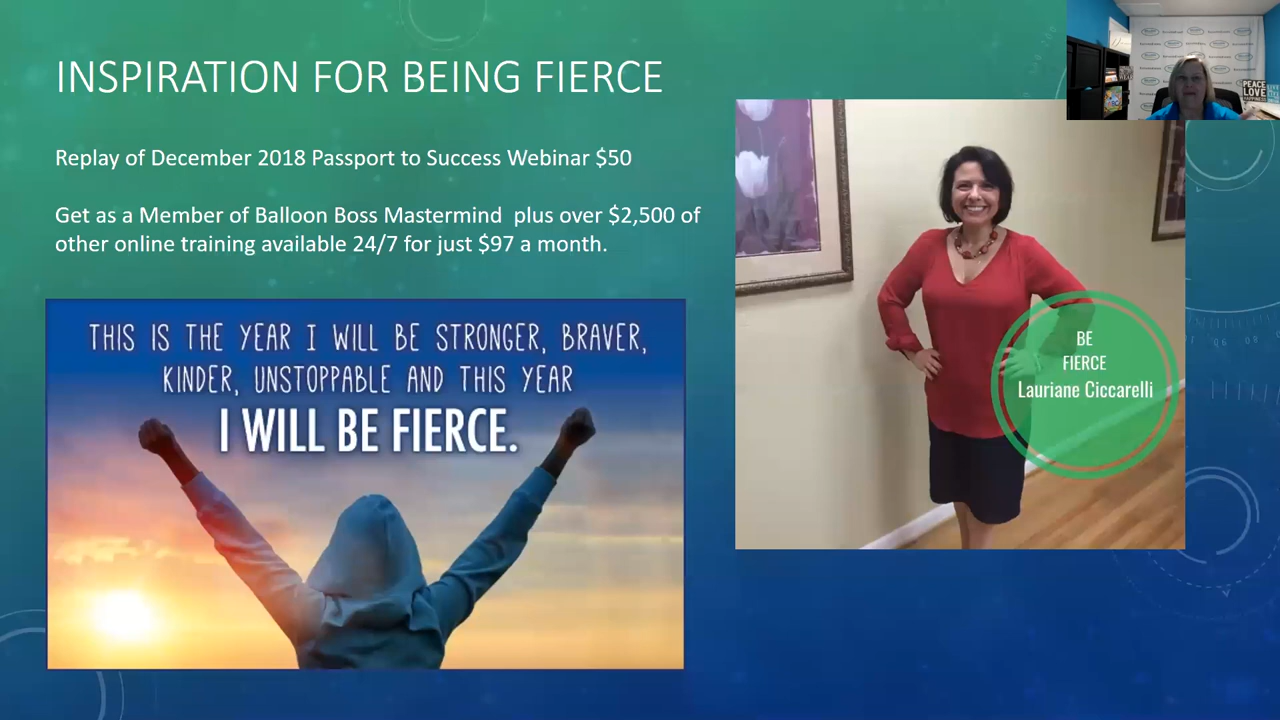 INSPIRATION FOR BEING FIERCE
Replay of December 2018 Passport to Success Webinar $50
Get as a Member of Balloon Boss Mastermind plus over $2,500 of
other online training available 24/7 for just $97 a month.
THIS IS THE YEAR I WILL BE STRONGER, BRAVER,
KINDER, UNSTOPPABLE AND THIS YEAR
I WILL BE FIERCE.
BE
FIERCE
Lauriane Ciccarelli
PEACE
LOVE
HAPPINESS